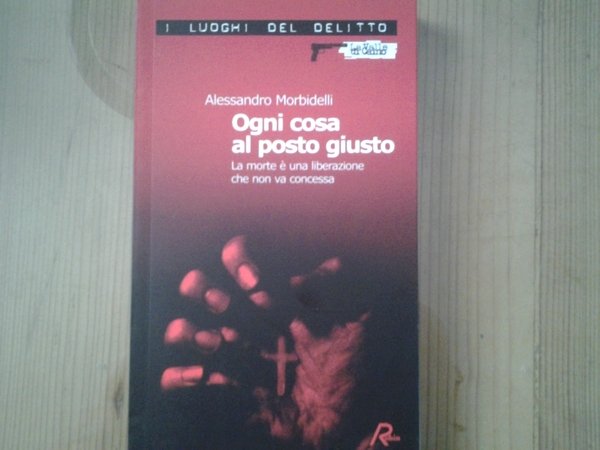 I LUOGHI DEL DELITTO
Alessandro Morbidelli
Ogni cosa
al posto giusto
La morte è una liberazione
che non va concessa